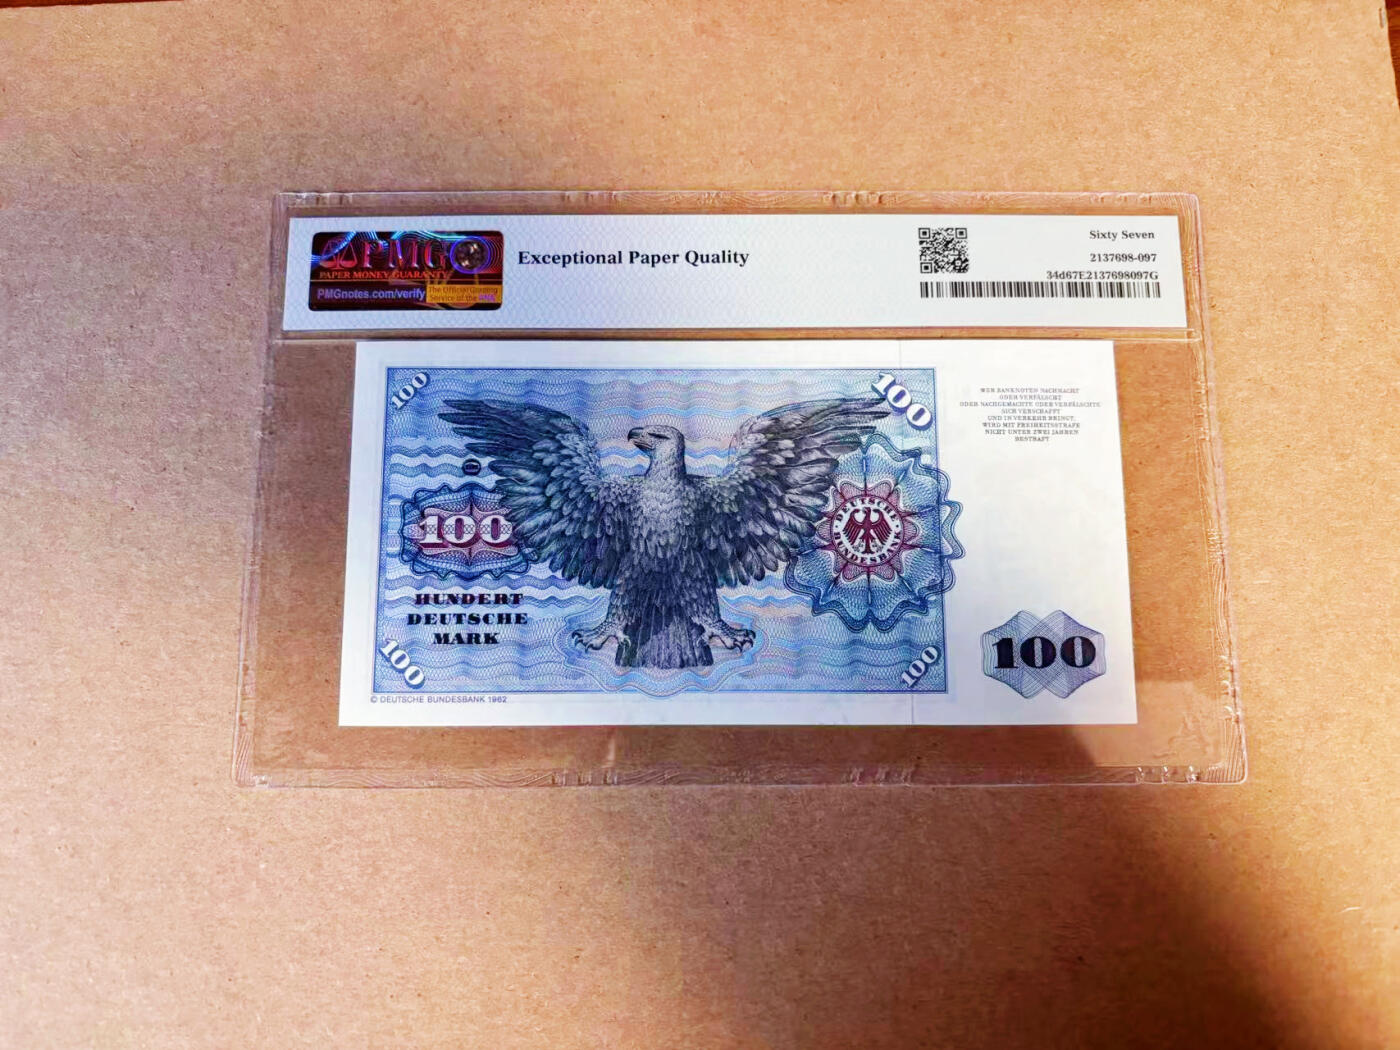 PMG
PAPER MONEY GUARANTY
PMGnotes.com/verify
The Official Grading
Service of the ANA
Exceptional Paper Quality
Sixty Seven
2137698-097
34d67E2137698097G
100
100
WER BANKNOTEN NACHMACHT
ODER VERFÄLSCHT
ODER NACHGEMACHTE ODER VERFÄLSCHTE
SICH VERSCHAFFT
UND IN VERKEHR BRINGT,
WIRD MIT FREIHEITSSTRAFE
NICHT UNTER ZWEI JAHREN
BESTRAFT
100
DEUTSCHE
BUNDESBANK
HUNDERT
DEUTSCHE
MARK
100
100
100
© DEUTSCHE BUNDESBANK 1962